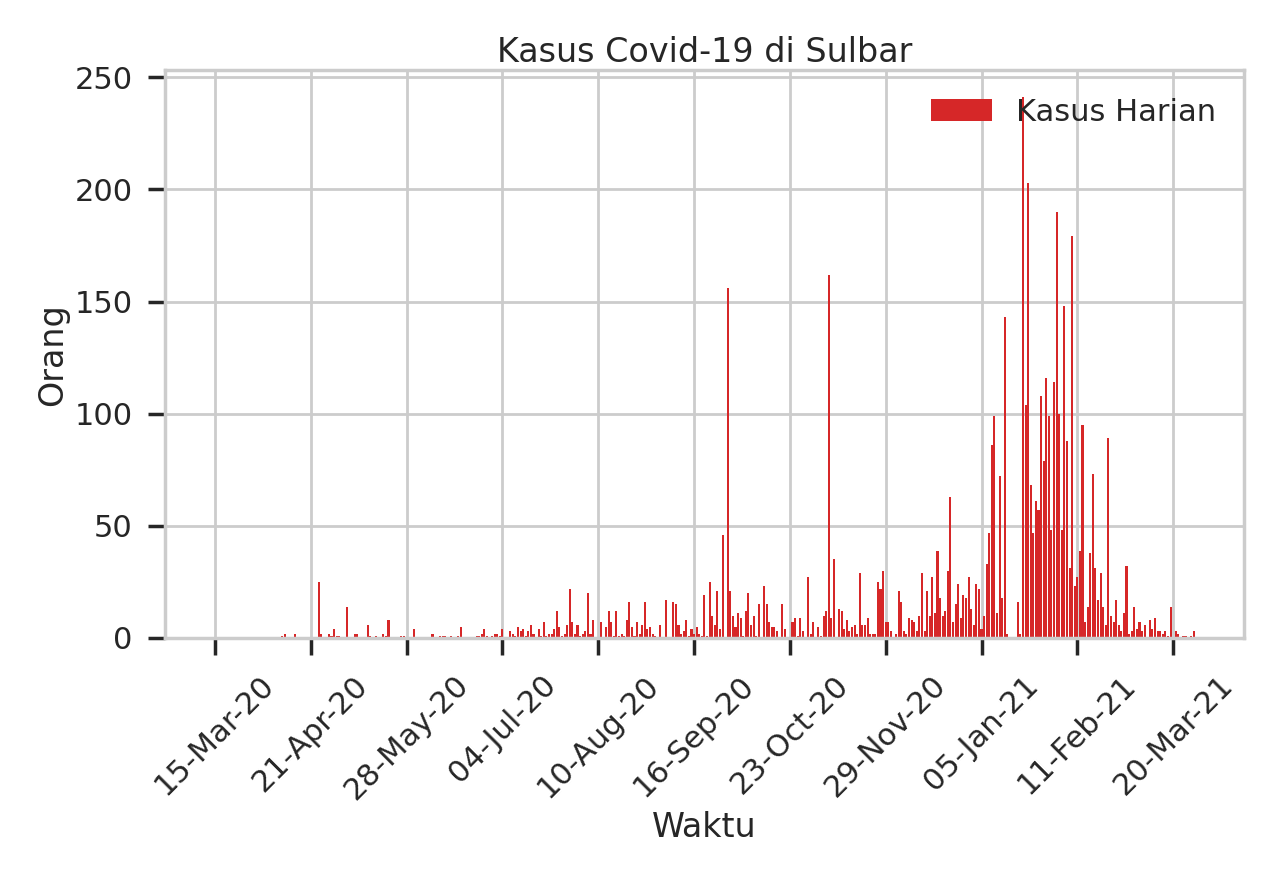 Kasus Covid-19 di Sulbar
Kasus Harian
Orang
250
200
150
100
50
0
15-Mar-20
21-Apr-20
28-May-20
04-Jul-20
10-Aug-20
16-Sep-20
23-Oct-20
29-Nov-20
05-Jan-21
11-Feb-21
20-Mar-21
Waktu